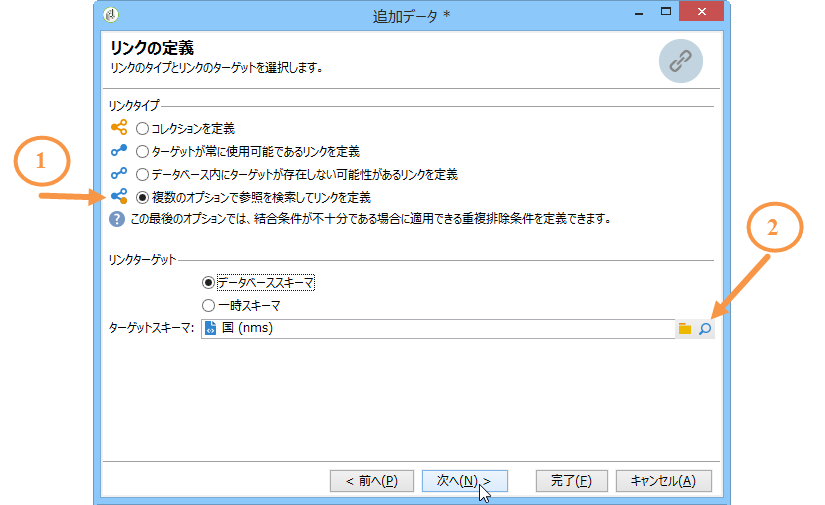 追加データ *
リンクの定義
リンクのタイプとリンクのターゲットを選択します。
リンクタイプ
コレクションを定義
ターゲットが常に使用可能であるリンクを定義
データベース内にターゲットが存在しない可能性があるリンクを定義
1
複数のオプションで参照を検索してリンクを定義
? この最後のオプションでは、結合条件が不十分である場合に適用できる重複排除条件を定義できます。
2
リンクターゲット
データベーススキーマ
一時スキーマ
ターゲットスキーマ: 国 (nms)
< 前へ(P) 次へ(N) > 完了(F) キャンセル(A)